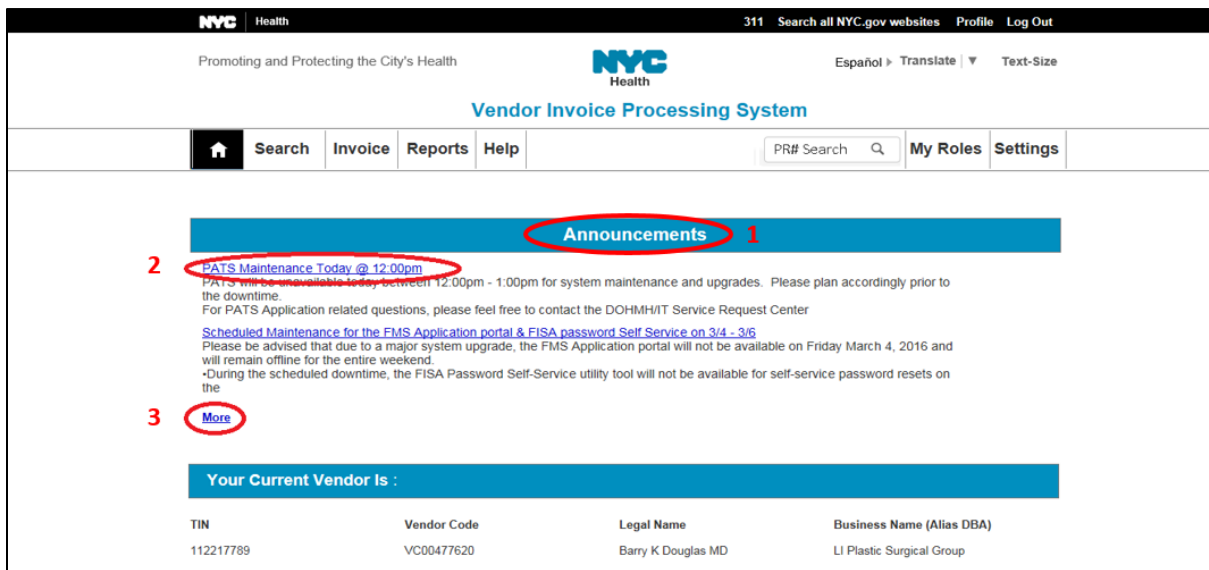 NYC Health 311 Search all NYC.gov websites Profile Log Out
Promoting and Protecting the City's Health
NYC
Health
Español Translate | ▼ Text-Size
Vendor Invoice Processing System
Search Invoice Reports Help PR# Search My Roles Settings
Announcements 1
2 PATS Maintenance Today @ 12:00pm
PATS will be unavailable today between 12:00pm - 1:00pm for system maintenance and upgrades. Please plan accordingly prior to
the downtime.
For PATS Application related questions, please feel free to contact the DOHMH/IT Service Request Center
Scheduled Maintenance for the FMS Application portal & FISA password Self Service on 3/4 - 3/6
Please be advised that due to a major system upgrade, the FMS Application portal will not be available on Friday March 4, 2016 and
will remain offline for the entire weekend.
•During the scheduled downtime, the FISA Password Self-Service utility tool will not be available for self-service password resets on
the
3 More
Your Current Vendor Is :
TIN Vendor Code Legal Name Business Name (Alias DBA)
112217789 VC00477620 Barry K Douglas MD LI Plastic Surgical Group